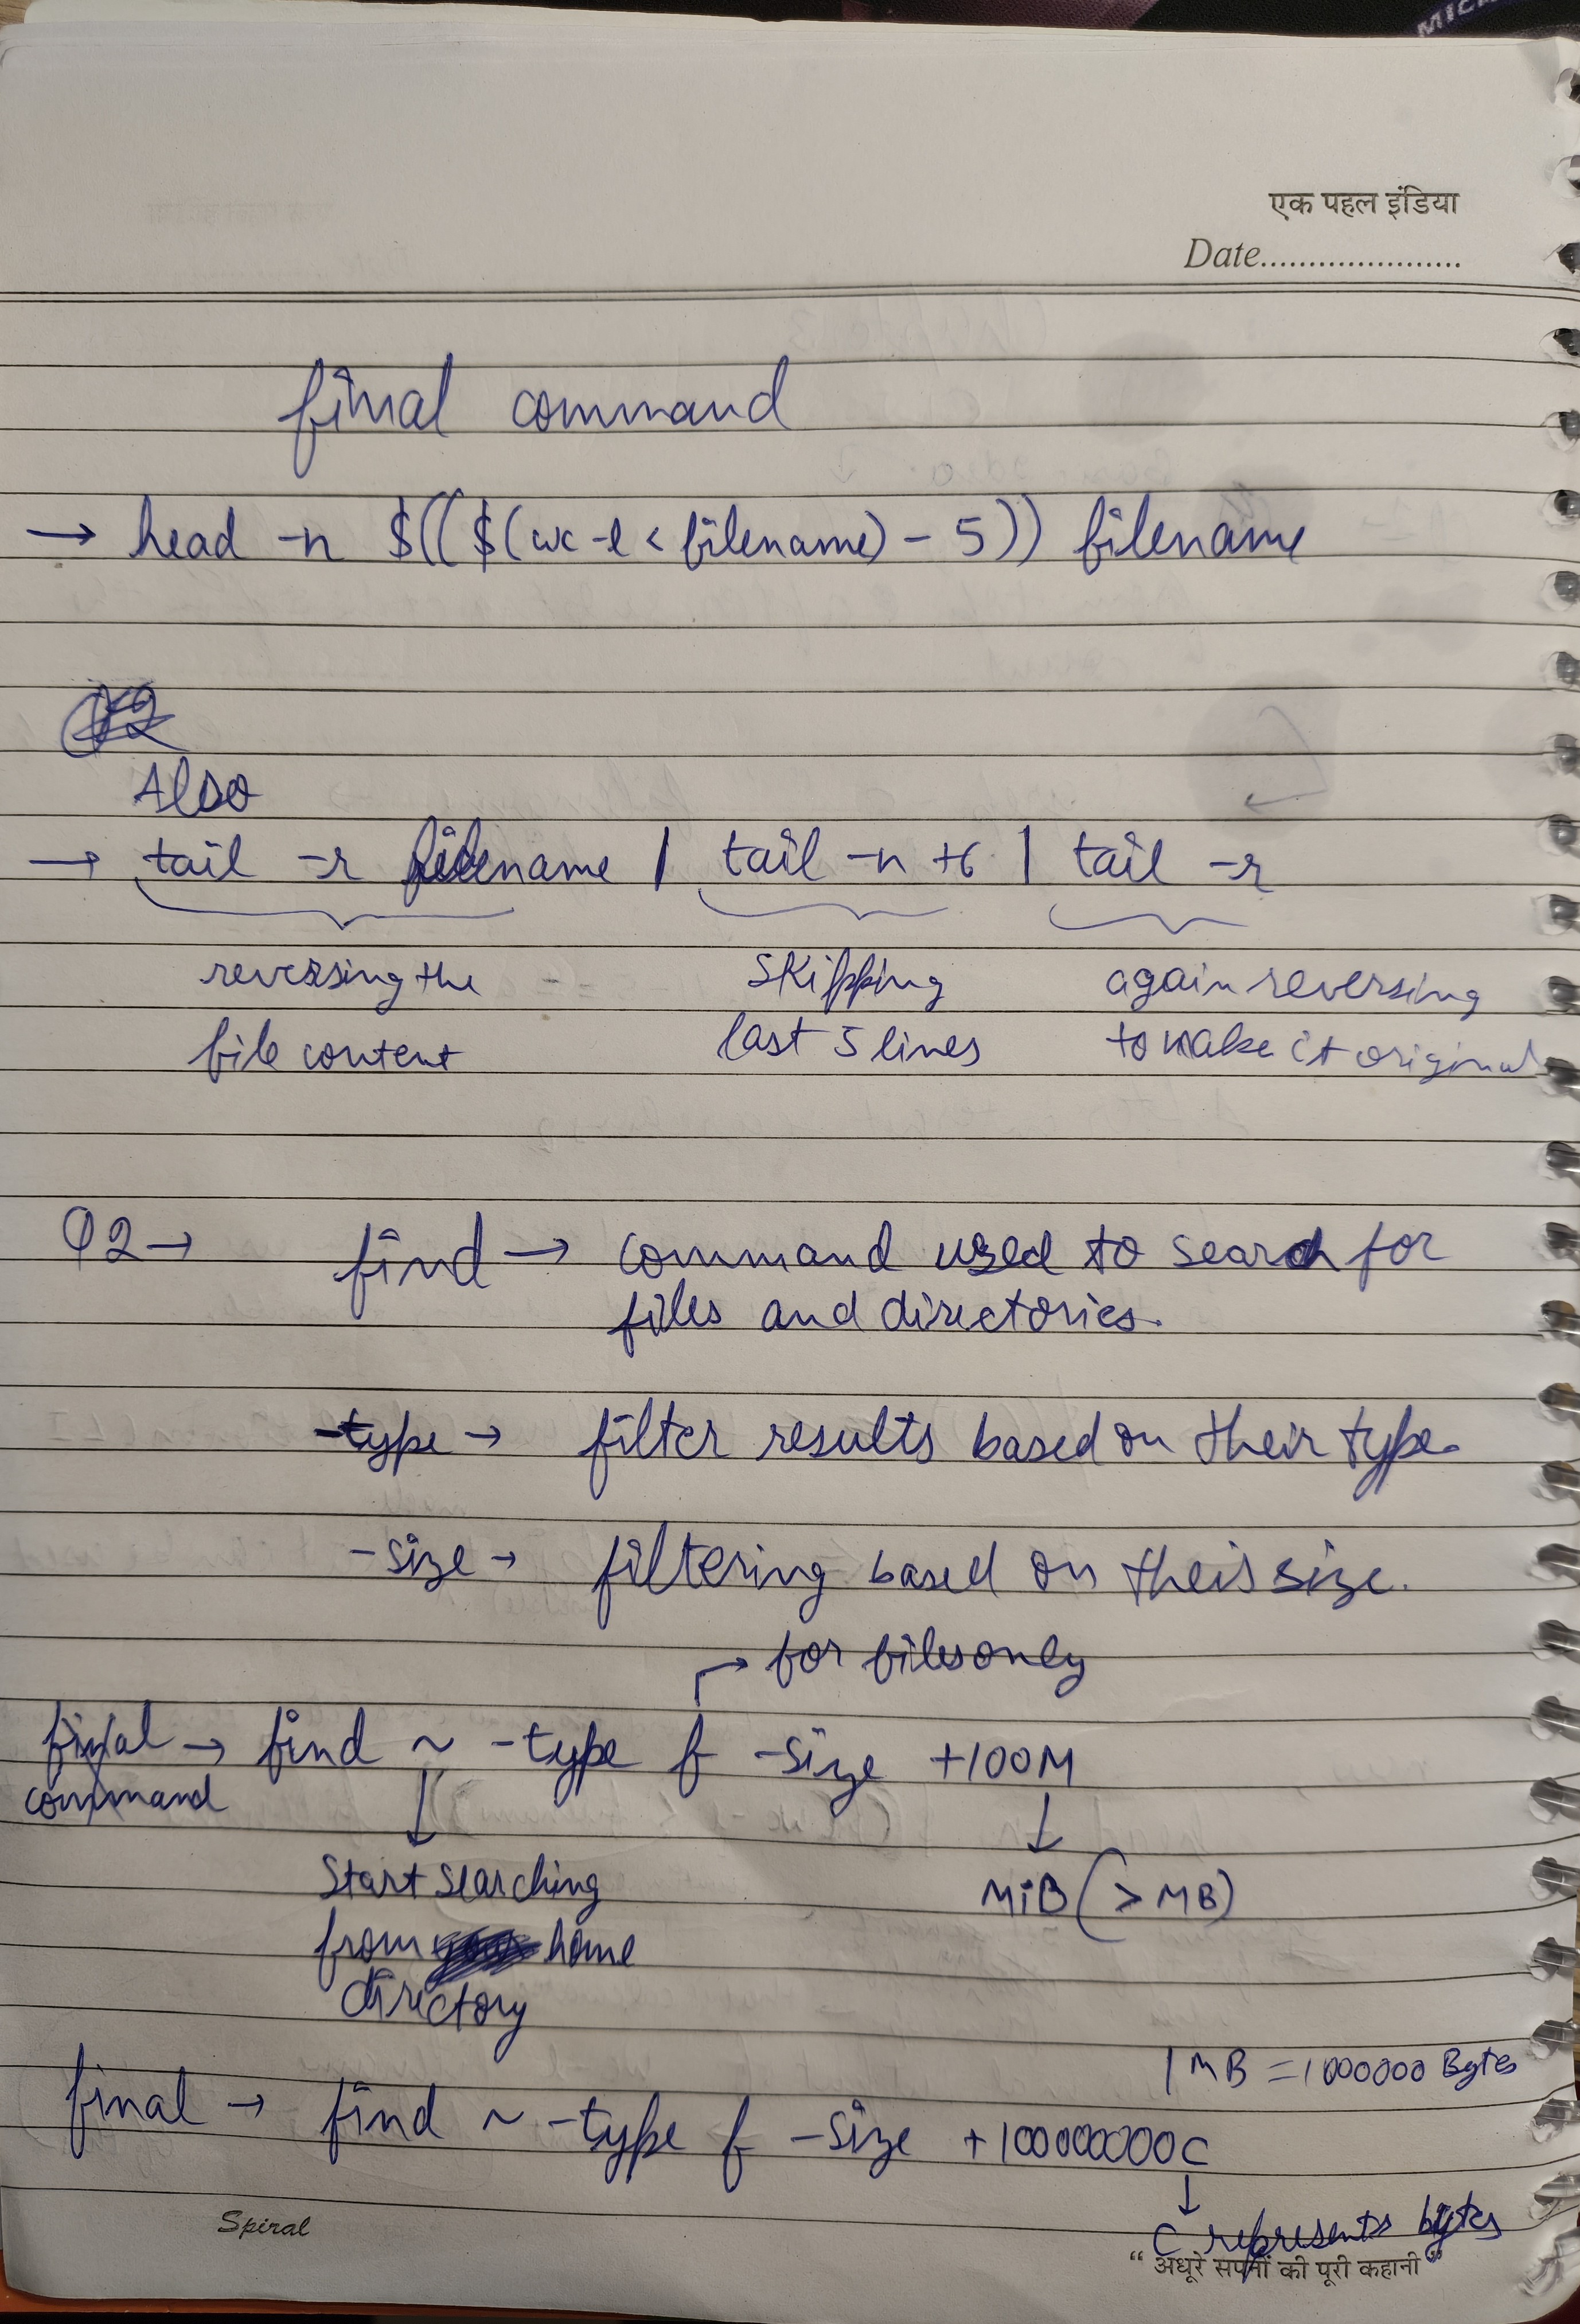 MICR
एक पहल इंडिया
Date.....................
final command
→ head -n $(($(wc -l < filename) - 5)) filename
Also
→ tail -r filename | tail -n +6 | tail -r
reversing the skipping again reversing
file content last 5 lines to make it original
Q2 → find → command used to search for
files and directories.
-type → filter results based on their type.
-size → filtering based on their size.
→ for files only
final → find ~ -type f -size +100M
command
↓ ↓
Start searching MiB (> MB)
from home
directory
1 MB = 1000000 Bytes
final → find ~ -type f -size +100000000c
↓
C represents bytes
Spiral
“ अधूरे सपनों की पूरी कहानी ”